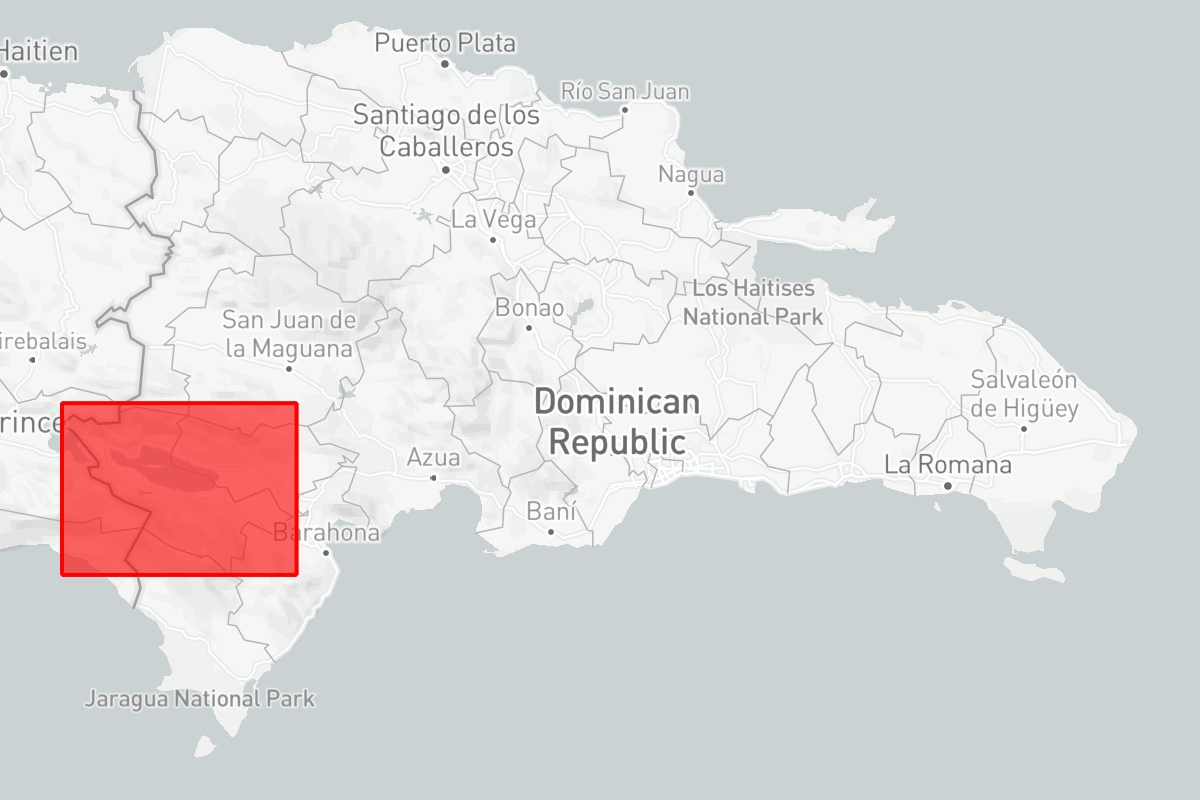 Haitien
Puerto Plata
Río San Juan
Santiago de los
Caballeros
Nagua
La Vega
Los Haitises
National Park
Bonao
San Juan de
la Maguana
irebalais
Salvaleón
de Higüey
Dominican
Republic
rince
Azua
La Romana
Baní
Barahona
Jaragua National Park